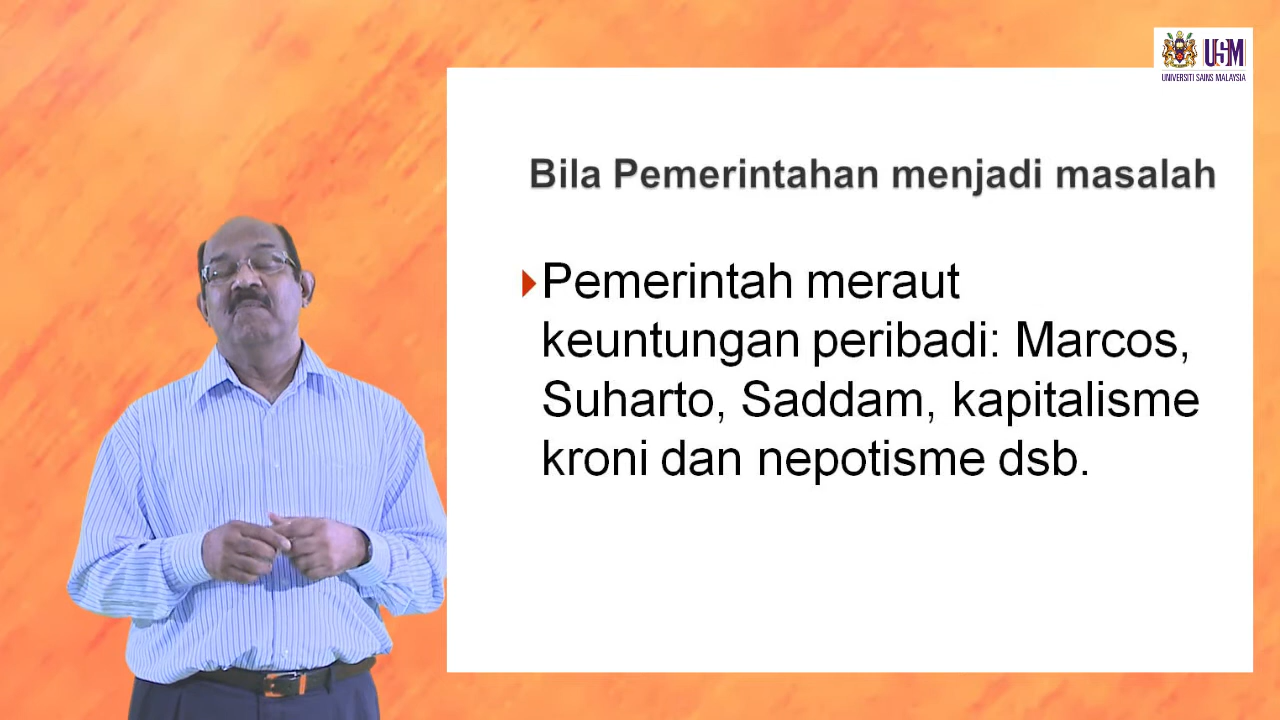 USM
UNIVERSITI SAINS MALAYSIA
Bila Pemerintahan menjadi masalah
Pemerintah meraut
keuntungan peribadi: Marcos,
Suharto, Saddam, kapitalisme
kroni dan nepotisme dsb.